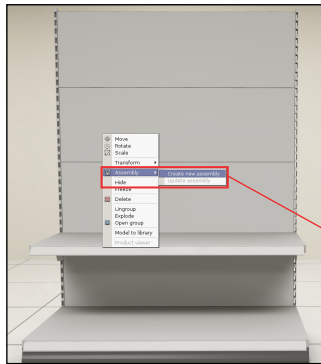 Move
Rotate
Scale
Transform
Assembly
Create new assembly
Update assembly
Hide
Freeze
Delete
Ungroup
Explode
Open group
Model to library
Product viewer